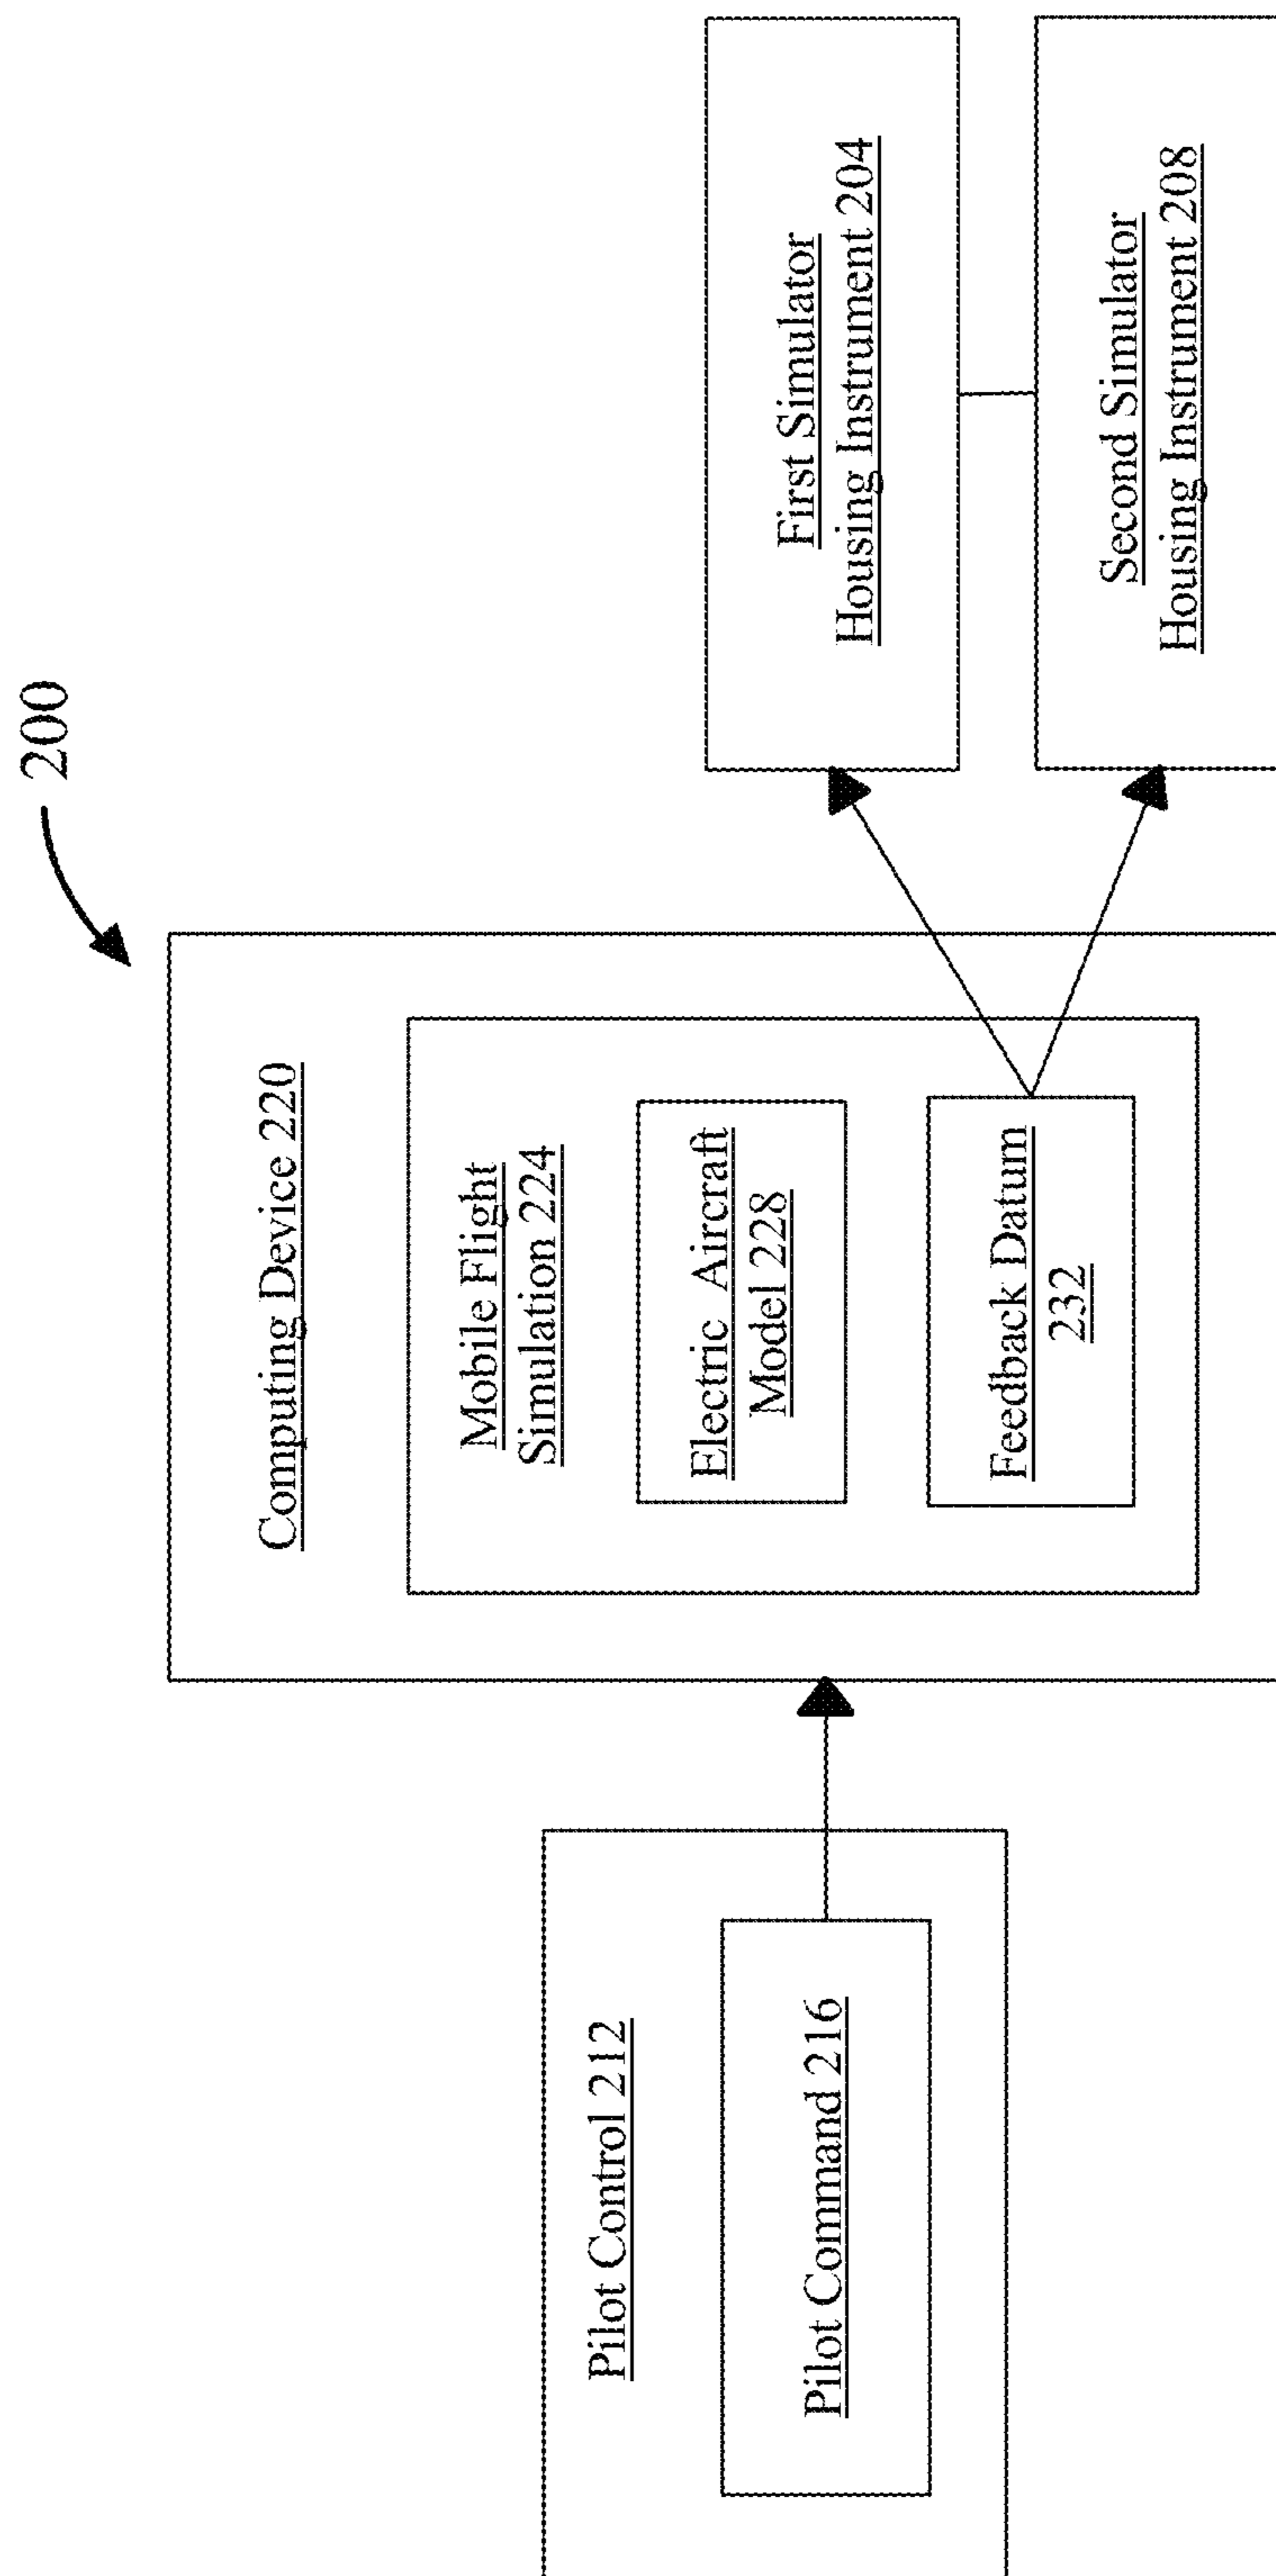 200
Pilot Control 212
Pilot Command 216
Computing Device 220
Mobile Flight
Simulation 224
Electric Aircraft
Model 228
Feedback Datum
232
First Simulator
Housing Instrument 204
Second Simulator
Housing Instrument 208